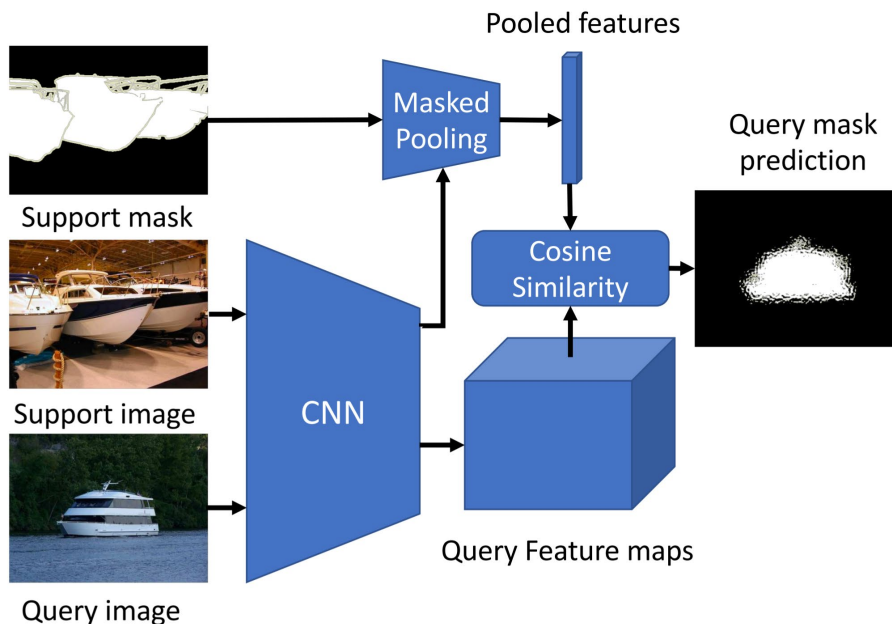 Pooled features
Masked
Pooling
Query mask
prediction
Support mask
Cosine
Similarity
Support image
CNN
Query Feature maps
Query image